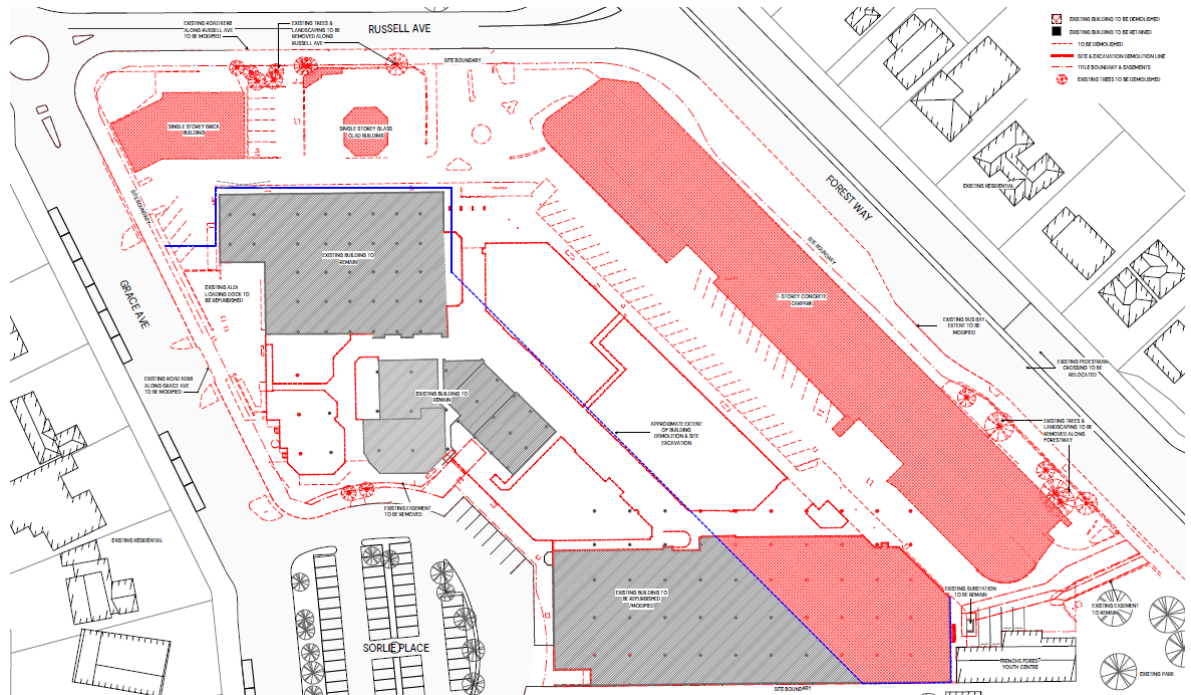 EXISTING ROAD KERB
ALONG RUSSELL AVE
TO BE MODIFIED
EXISTING TREES &
LANDSCAPING TO BE
REMOVED ALONG
RUSSELL AVE
RUSSELL AVE
SITE BOUNDARY
EXISTING BUILDING TO BE DEMOLISHED
EXISTING BUILDING TO BE RETAINED
TO BE DEMOLISHED
SITE & EXCAVATION DEMOLITION LINE
TITLE BOUNDARY & EASEMENTS
EXISTING TREES TO BE DEMOLISHED
SINGLE STOREY BRICK
BUILDING
SINGLE STOREY GLASS
CLAD BUILDING
FOREST WAY
EXISTING RESIDENTIAL
SITE BOUNDARY
SITE BOUNDARY
EXISTING BUILDING TO
REMAIN
EXISTING ALDI
LOADING DOCK TO
BE REFURBISHED
GRACE AVE
STOREY CONCRETE
CARPARK
EXISTING BUS BAY
EXTENT TO BE
MODIFIED
EXISTING PEDESTRIAN
CROSSING TO BE
RELOCATED
EXISTING ROAD KERB
ALONG GRACE AVE
TO BE MODIFIED
EXISTING BUILDING TO
REMAIN
APPROXIMATE EXTENT
OF BUILDING
DEMOLITION & SITE
EXCAVATION
EXISTING TREES &
LANDSCAPING TO BE
REMOVED ALONG
FORESTWAY
EXISTING EASEMENT
TO BE REMOVED
EXISTING RESIDENTIAL
EXISTING BUILDING TO
BE REFURBISHED
/MODIFIED
EXISTING SUBSTATION
TO BE REMAIN
EXISTING EASEMENT
TO REMAIN
SORLIE PLACE
FRENCHS FOREST
YOUTH CENTRE
EXISTING PARK
SITE BOUNDARY